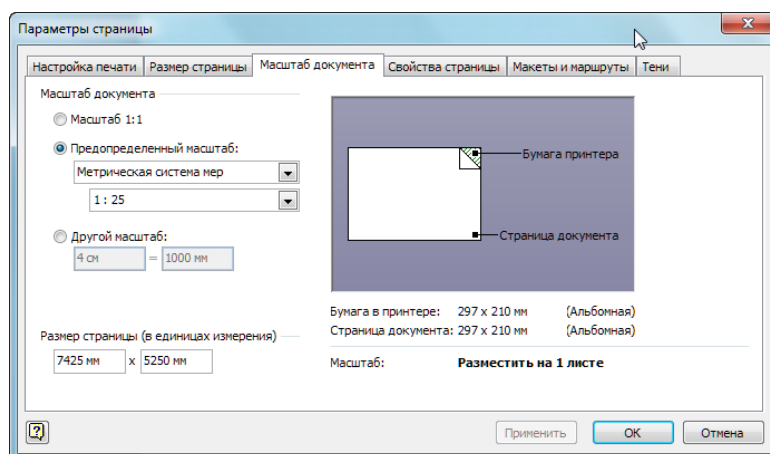 Параметры страницы
Настройка печати Размер страницы Масштаб документа Свойства страницы Макеты и маршруты Тени
Масштаб документа
Масштаб 1:1
Предопределенный масштаб:
Метрическая система мер
1 : 25
Другой масштаб:
4 см = 1000 мм
Размер страницы (в единицах измерения)
7425 мм x 5250 мм
Бумага принтера
Страница документа
Бумага в принтере: 297 x 210 мм (Альбомная)
Страница документа: 297 x 210 мм (Альбомная)
Масштаб: Разместить на 1 листе
Применить OK Отмена